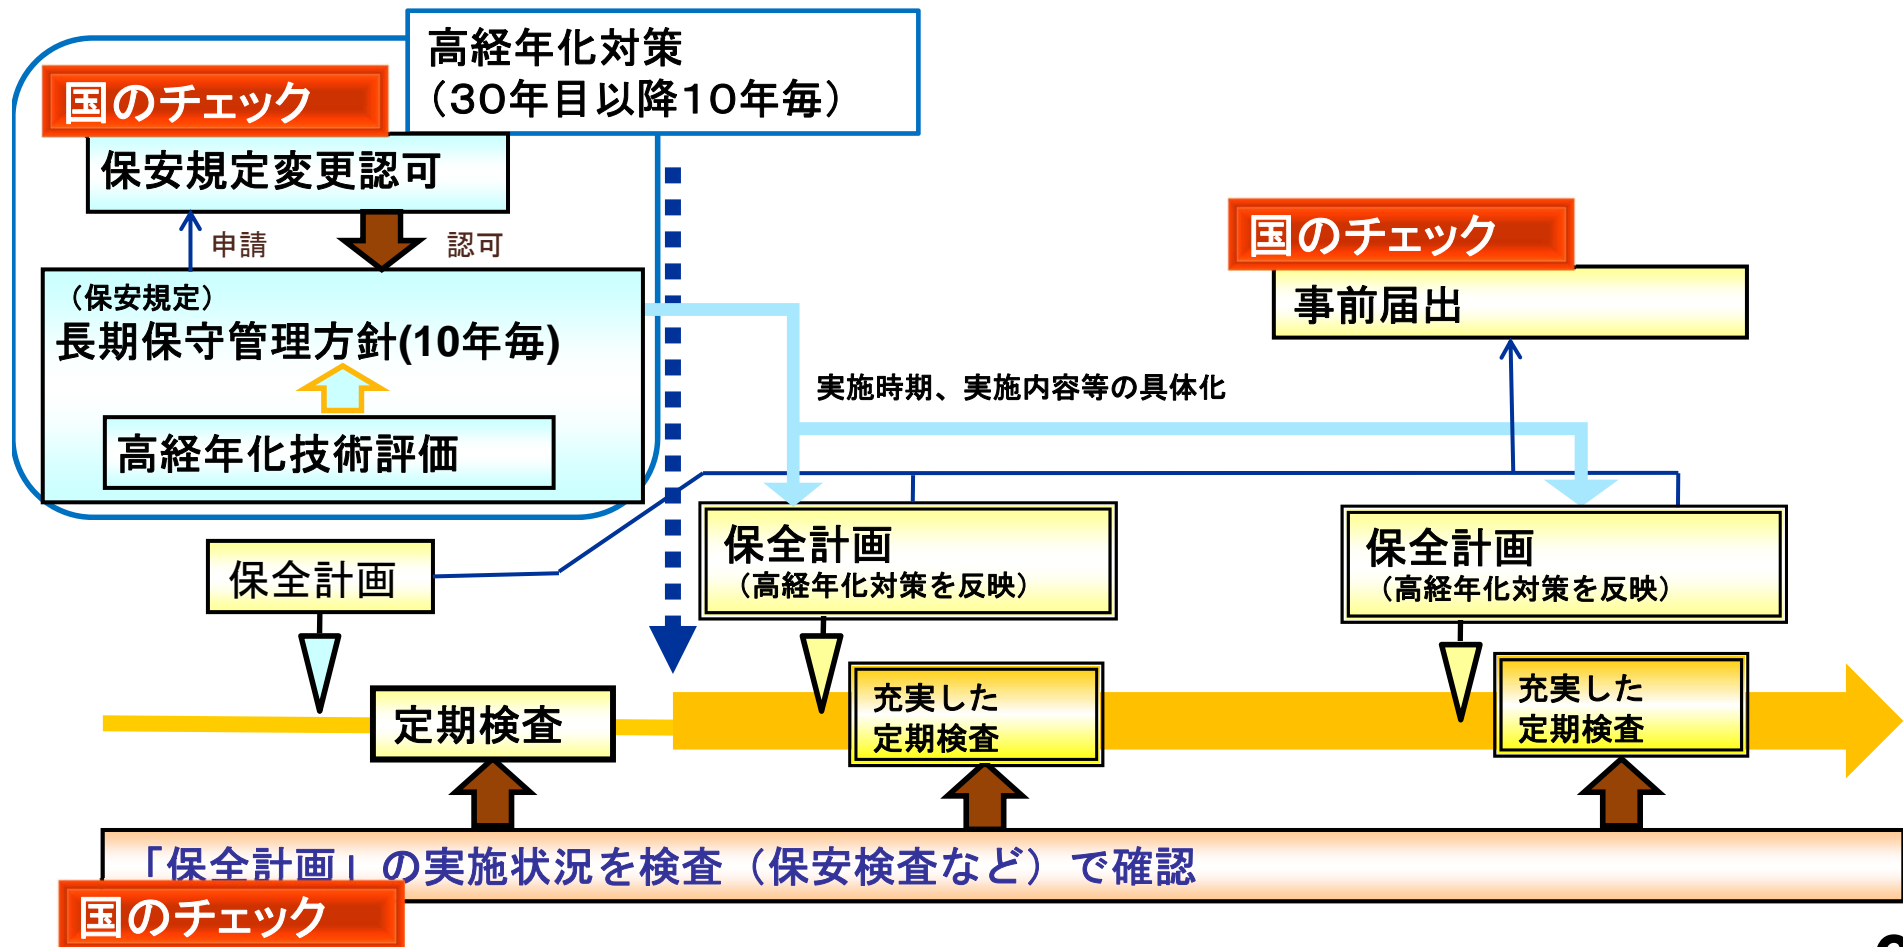 高経年化対策
（３０年目以降１０年毎）
国のチェック
保安規定変更認可
申請
認可
（保安規定）
長期保守管理方針(10年毎)
高経年化技術評価
国のチェック
事前届出
実施時期、実施内容等の具体化
保全計画
保全計画
（高経年化対策を反映）
保全計画
（高経年化対策を反映）
定期検査
充実した
定期検査
充実した
定期検査
「保全計画」の実施状況を検査（保安検査など）で確認
国のチェック